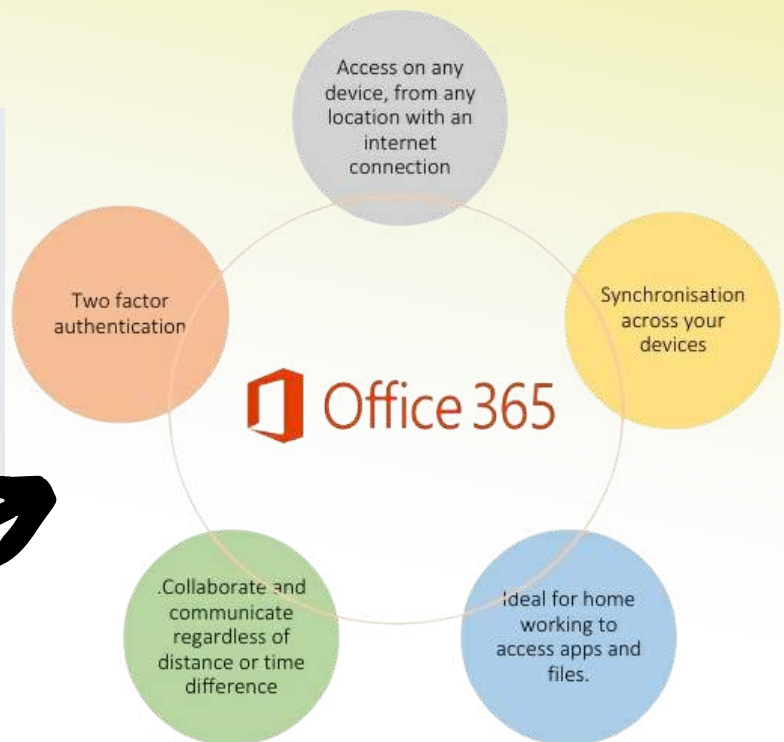 Access on any
device, from any
location with an
internet
connection
Two factor
authentication
Synchronisation
across your
devices
Office 365
.Collaborate and
communicate
regardless of
distance or time
difference
Ideal for home
working to
access apps and
files.